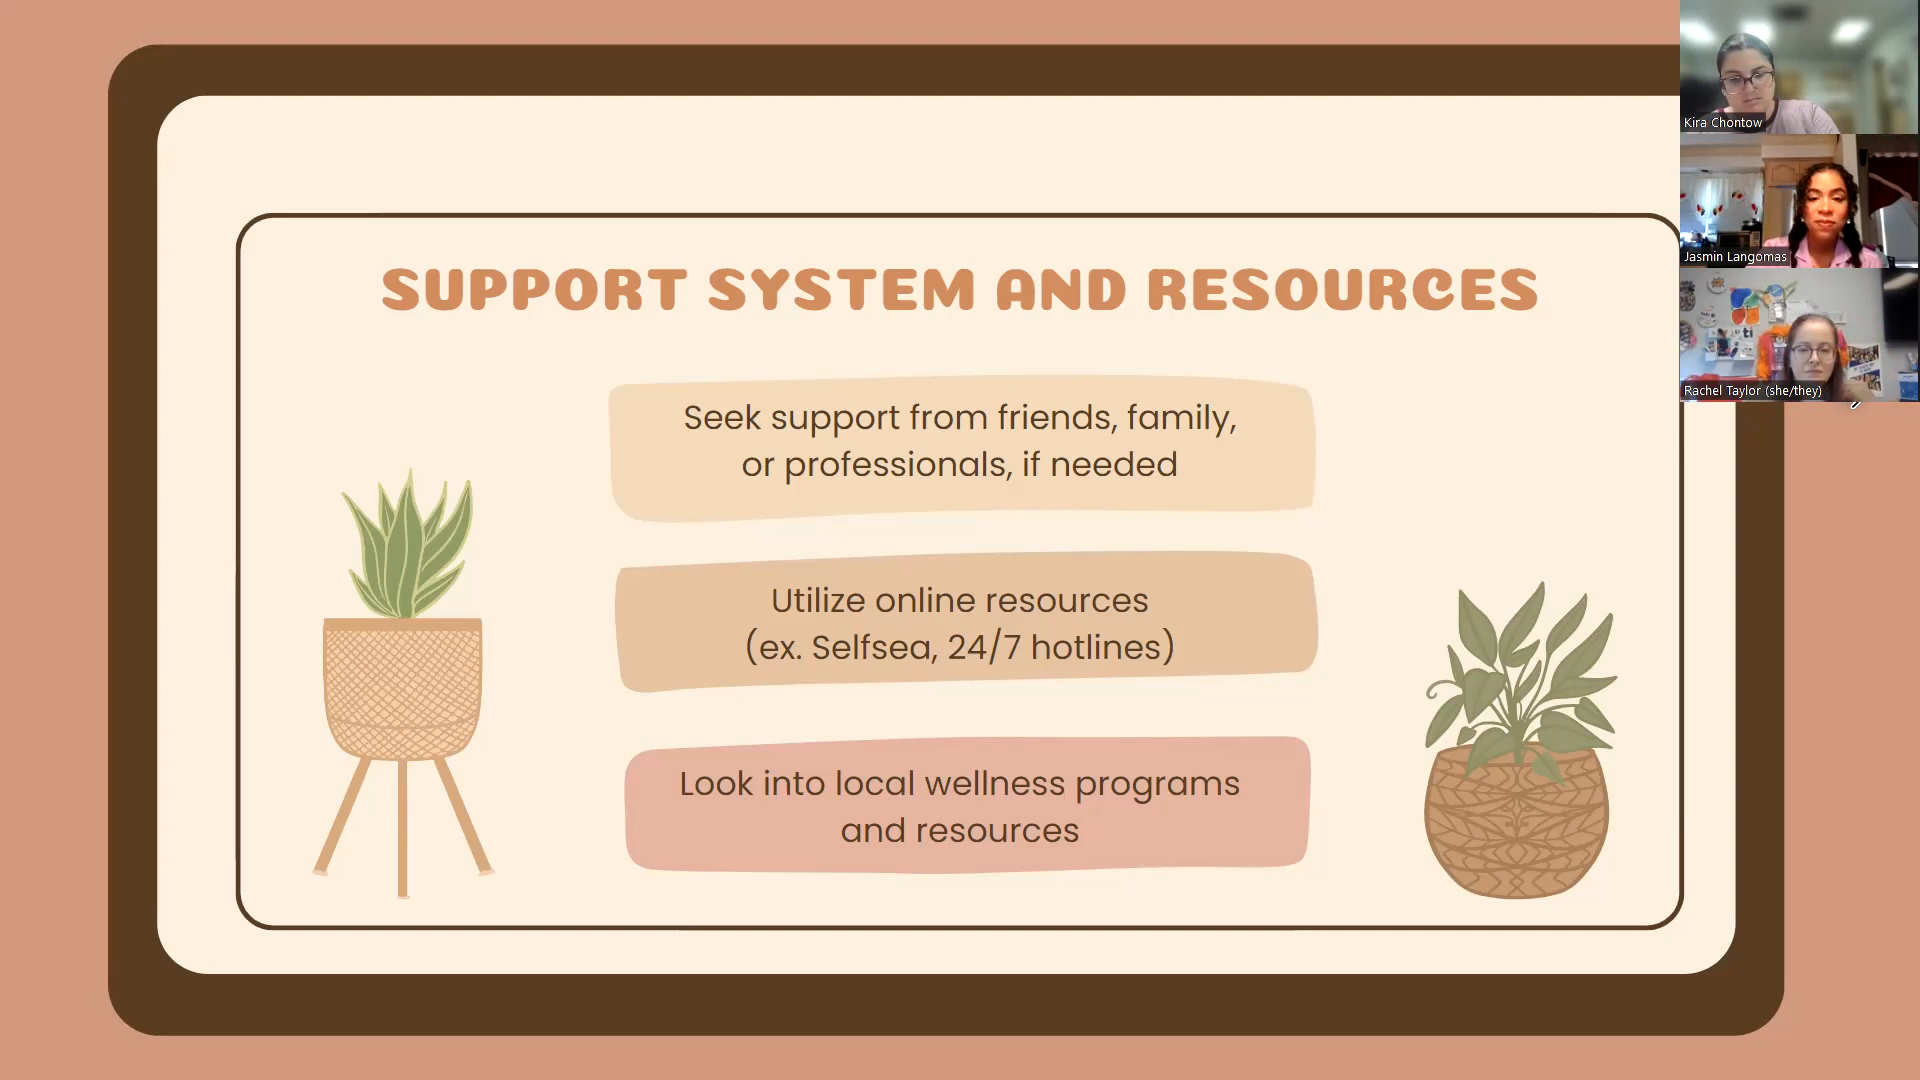 SUPPORT SYSTEM AND RESOURCES
Seek support from friends, family,
or professionals, if needed
Utilize online resources
(ex. Selfsea, 24/7 hotlines)
Look into local wellness programs
and resources
Kira Chontow
Jasmin Langomas
Rachel Taylor (she/they)